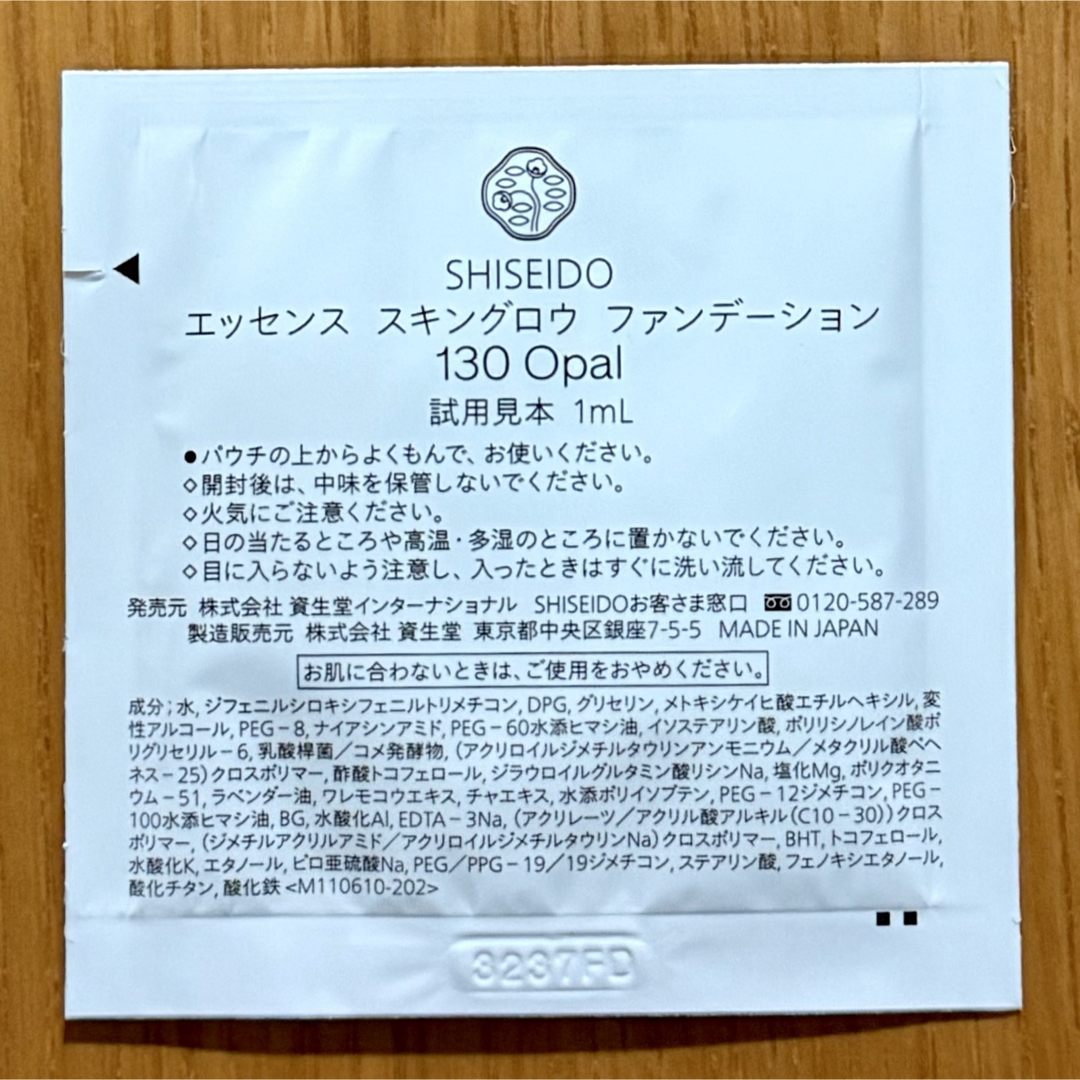 SHISEIDO
エッセンス スキングロウ ファンデーション
130 Opal
試用見本 1mL
●パウチの上からよくもんで、お使いください。
◇開封後は、中味を保管しないでください。
◇火気にご注意ください。
◇日の当たるところや高温・多湿のところに置かないでください。
◇目に入らないよう注意し、入ったときはすぐに洗い流してください。
発売元 株式会社 資生堂インターナショナル SHISEIDOお客さま窓口 0120-587-289
製造販売元 株式会社 資生堂 東京都中央区銀座7-5-5 MADE IN JAPAN
お肌に合わないときは、ご使用をおやめください。
成分；水, ジフェニルシロキシフェニルトリメチコン, DPG, グリセリン, メトキシケイヒ酸エチルヘキシル, 変
性アルコール, PEG－8, ナイアシンアミド, PEG－60水添ヒマシ油, イソステアリン酸, ポリリシノレイン酸ポ
リグリセリル－6, 乳酸桿菌／コメ発酵物, （アクリロイルジメチルタウリンアンモニウム／メタクリル酸ベヘ
ネス－25）クロスポリマー, 酢酸トコフェロール, ジラウロイルグルタミン酸リシンNa, 塩化Mg, ポリクオタニ
ウム－51, ラベンダー油, ワレモコウエキス, チャエキス, 水添ポリイソブテン, PEG－12ジメチコン, PEG－
100水添ヒマシ油, BG, 水酸化Al, EDTA－3Na, （アクリレーツ／アクリル酸アルキル（C10－30））クロス
ポリマー, （ジメチルアクリルアミド／アクリロイルジメチルタウリンNa）クロスポリマー, BHT, トコフェロール,
水酸化K, エタノール, ピロ亜硫酸Na, PEG／PPG－19／19ジメチコン, ステアリン酸, フェノキシエタノール,
酸化チタン, 酸化鉄<M110610-202>
3237FD